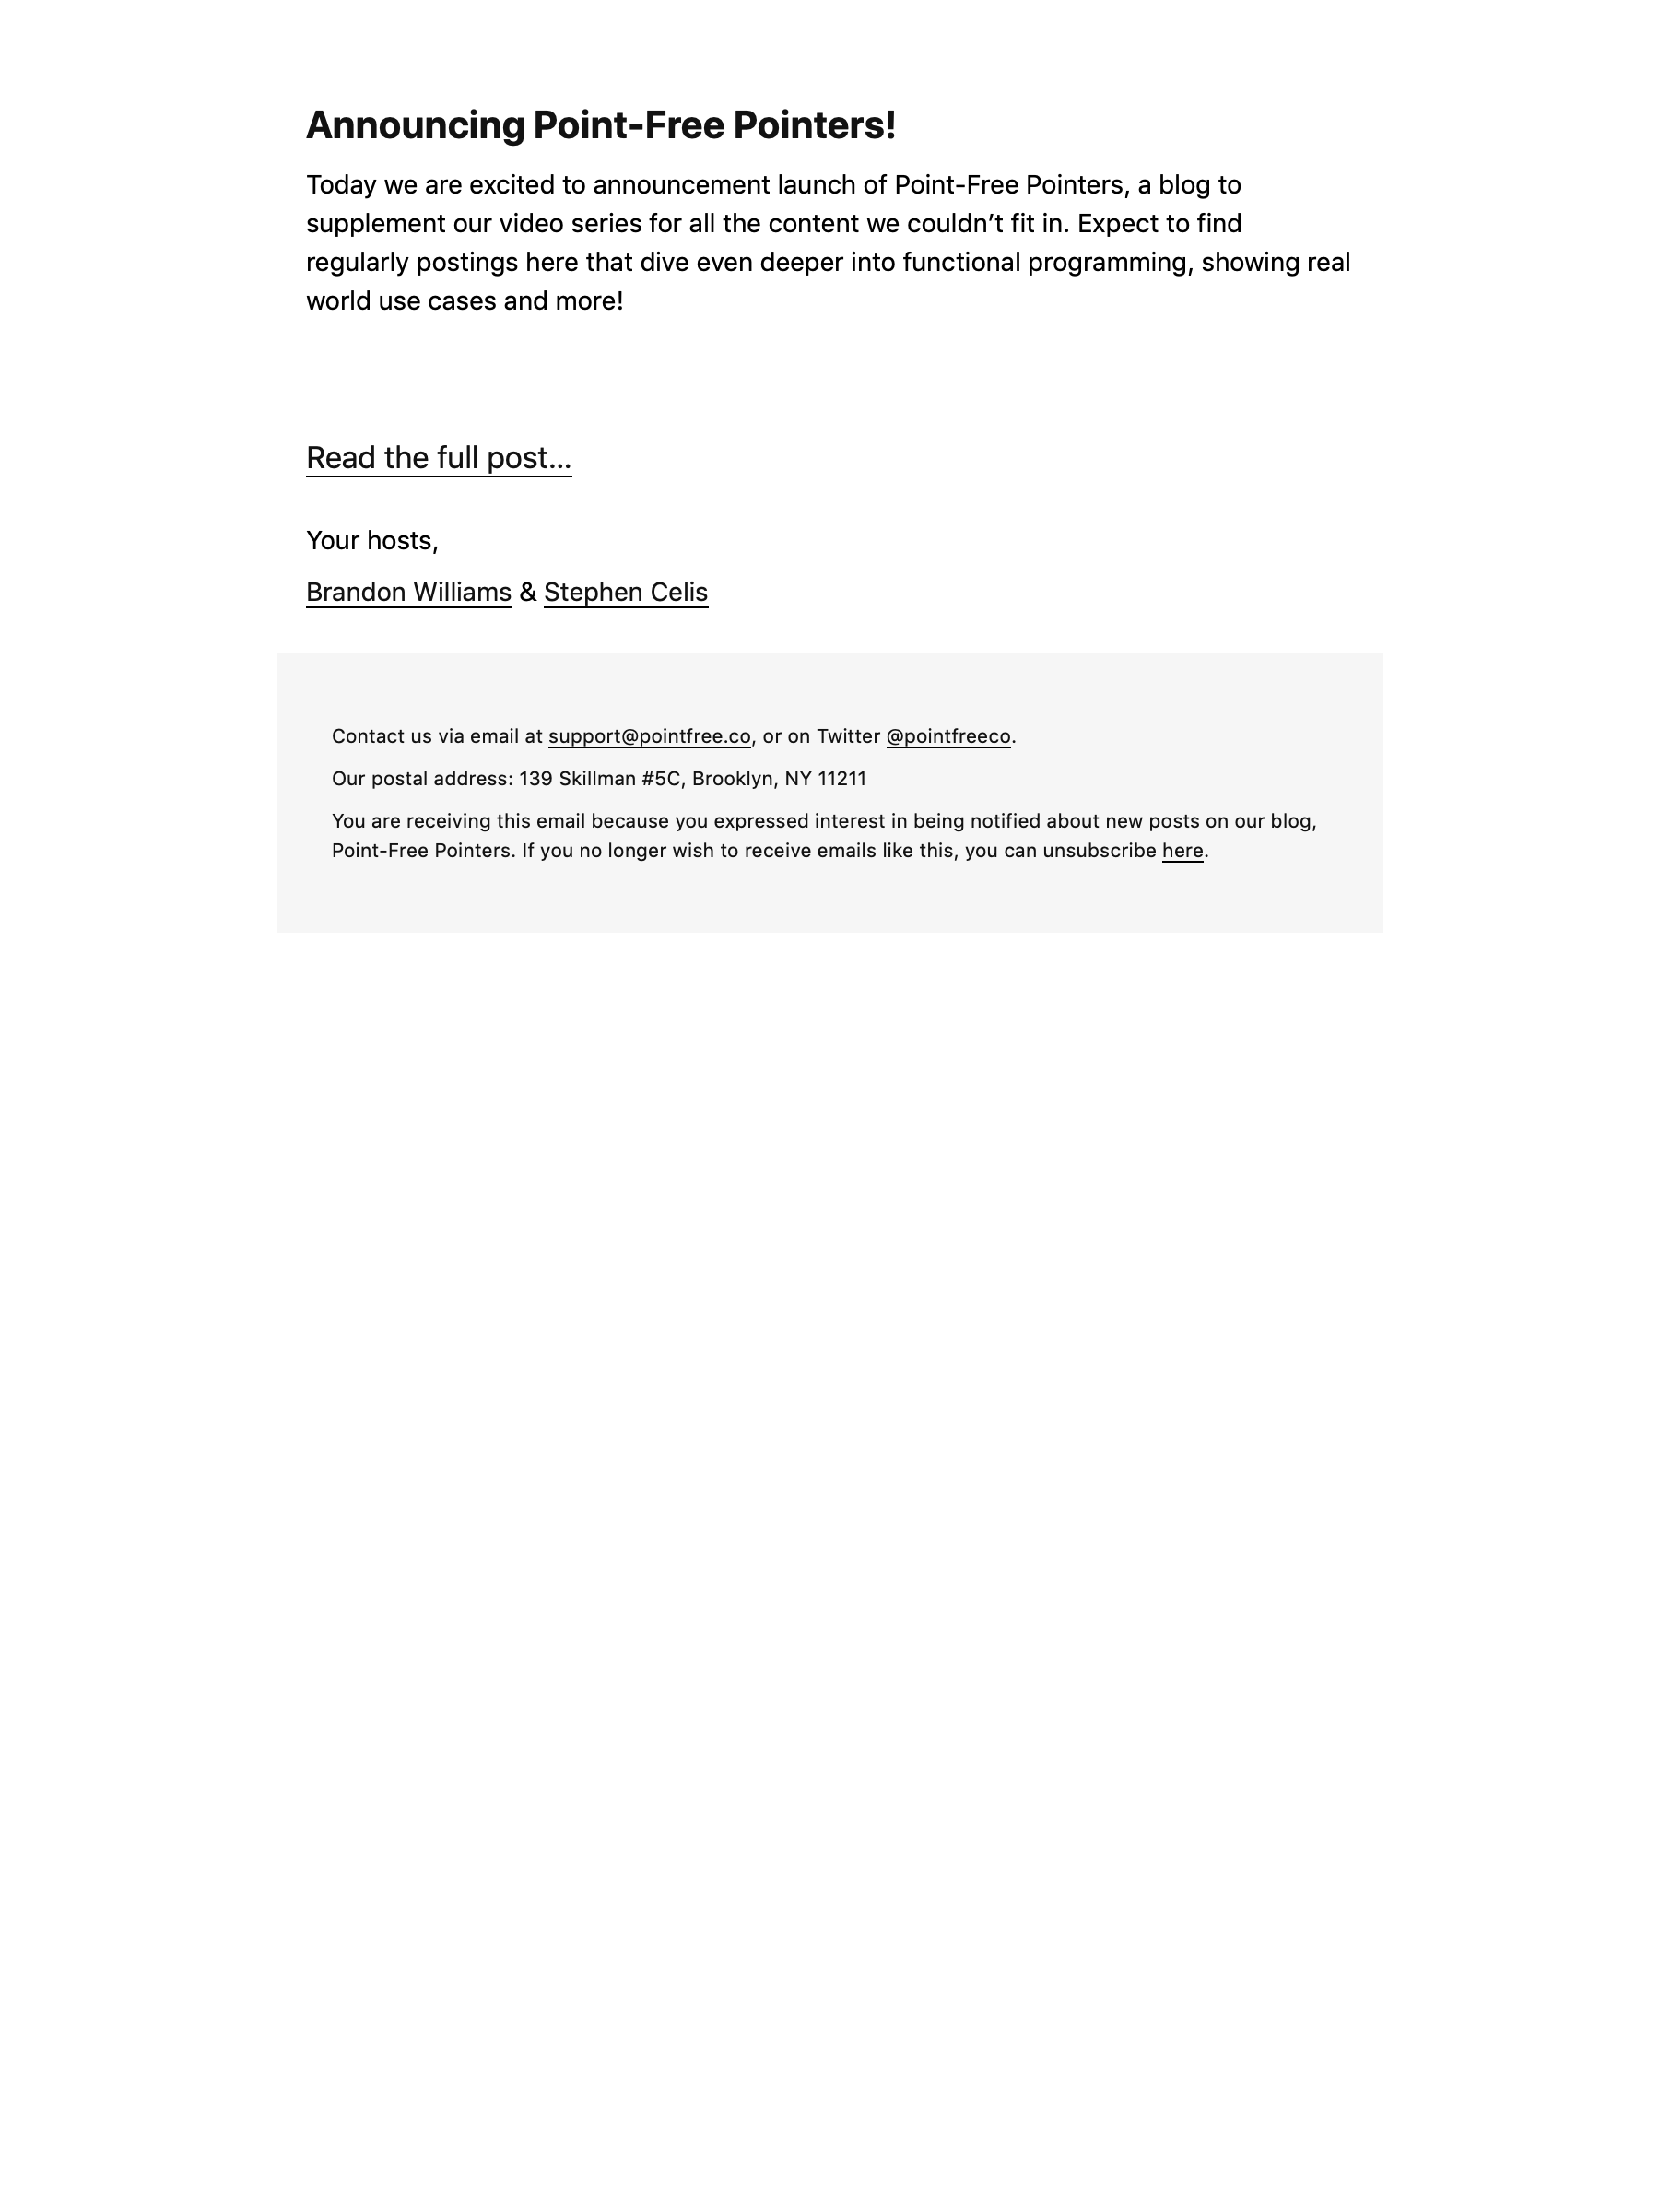 Announcing Point-Free Pointers!
Today we are excited to announcement launch of Point-Free Pointers, a blog to
supplement our video series for all the content we couldn’t fit in. Expect to find
regularly postings here that dive even deeper into functional programming, showing real
world use cases and more!
Read the full post…
Your hosts,
Brandon Williams & Stephen Celis
Contact us via email at support@pointfree.co, or on Twitter @pointfreeco.
Our postal address: 139 Skillman #5C, Brooklyn, NY 11211
You are receiving this email because you expressed interest in being notified about new posts on our blog,
Point-Free Pointers. If you no longer wish to receive emails like this, you can unsubscribe here.